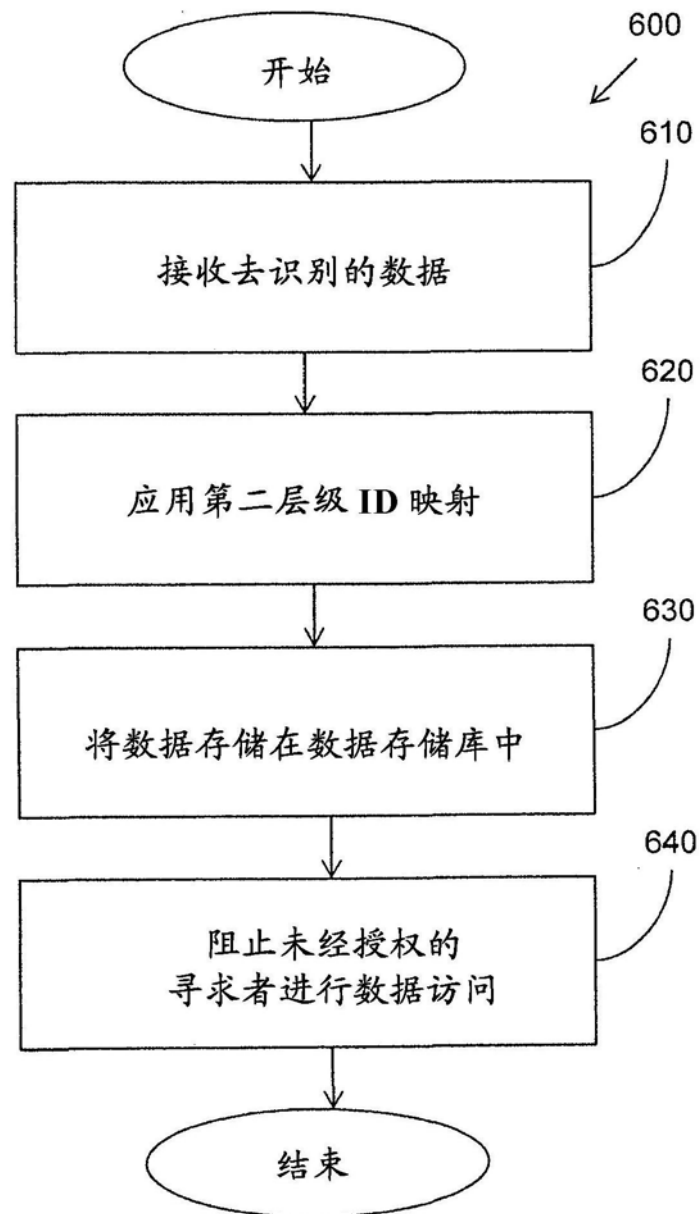 开始
600
610
接收去识别的数据
620
应用第二层级 ID 映射
630
将数据存储在数据存储库中
640
阻止未经授权的
寻求者进行数据访问
结束